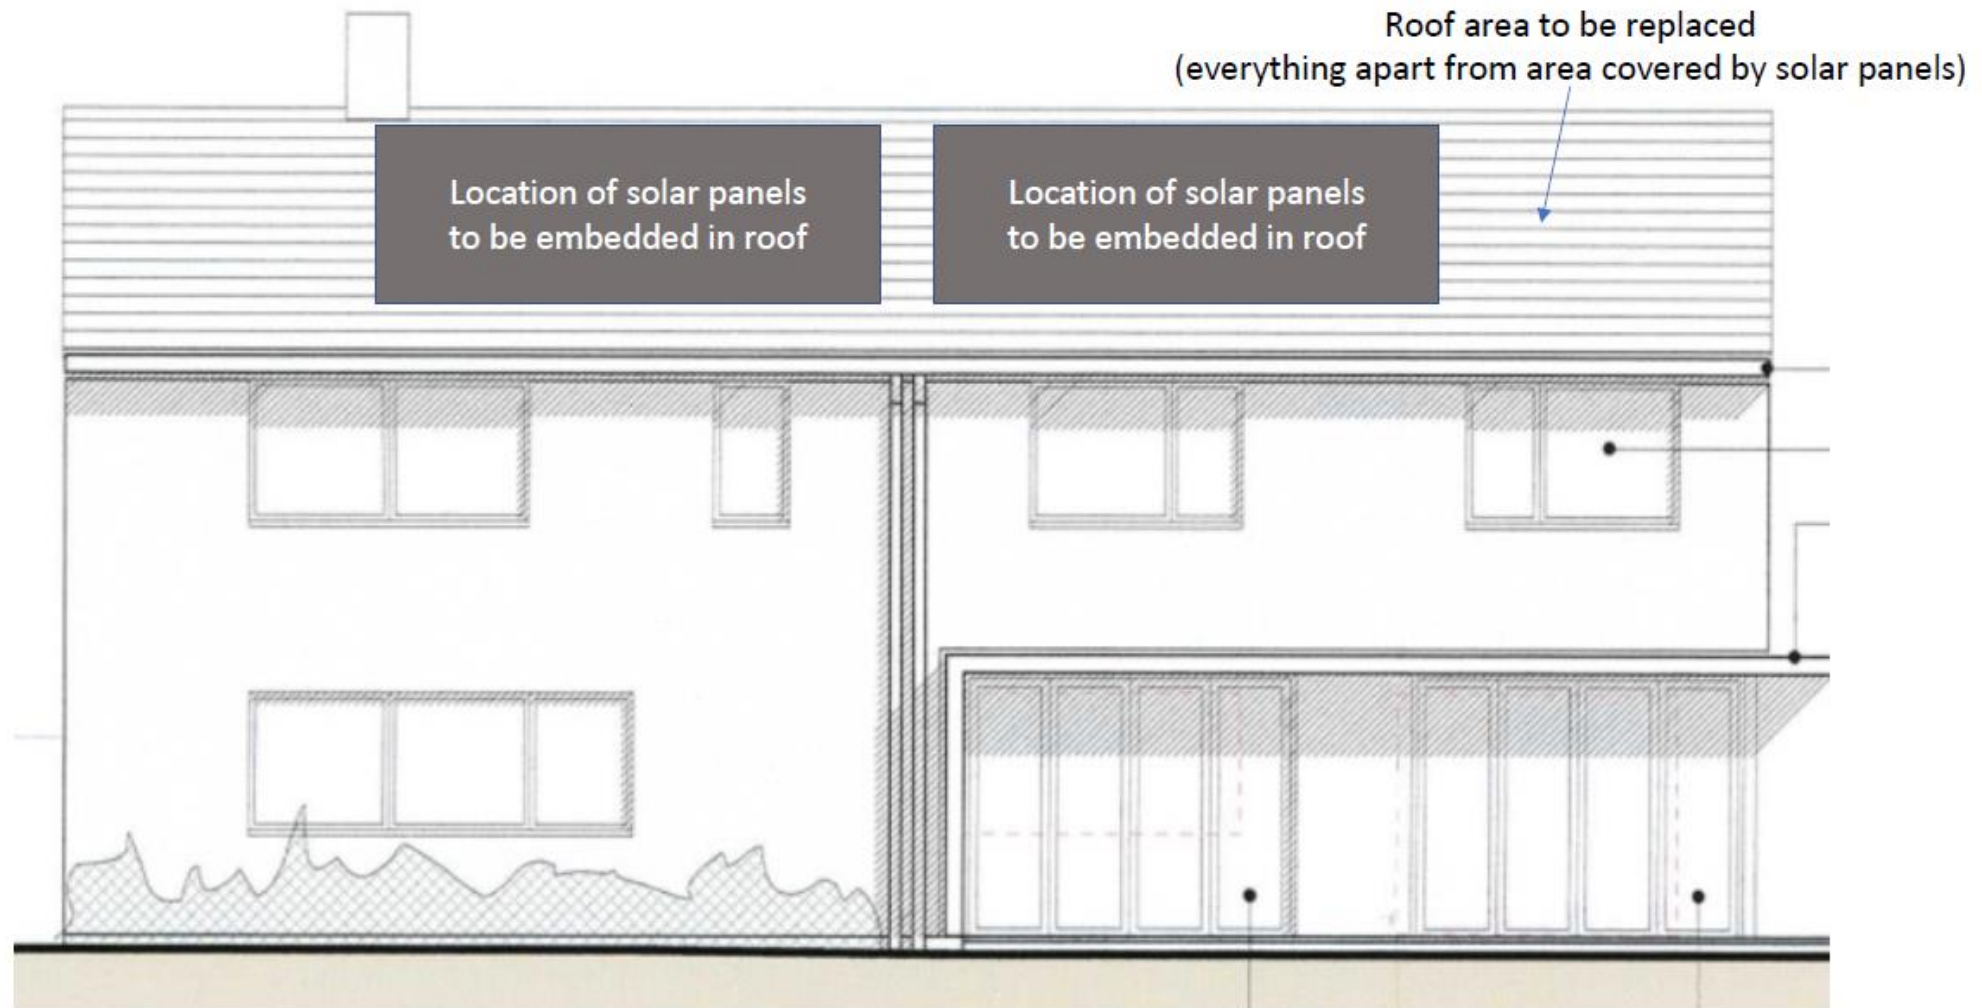 Roof area to be replaced
(everything apart from area covered by solar panels)
Location of solar panels
to be embedded in roof
Location of solar panels
to be embedded in roof